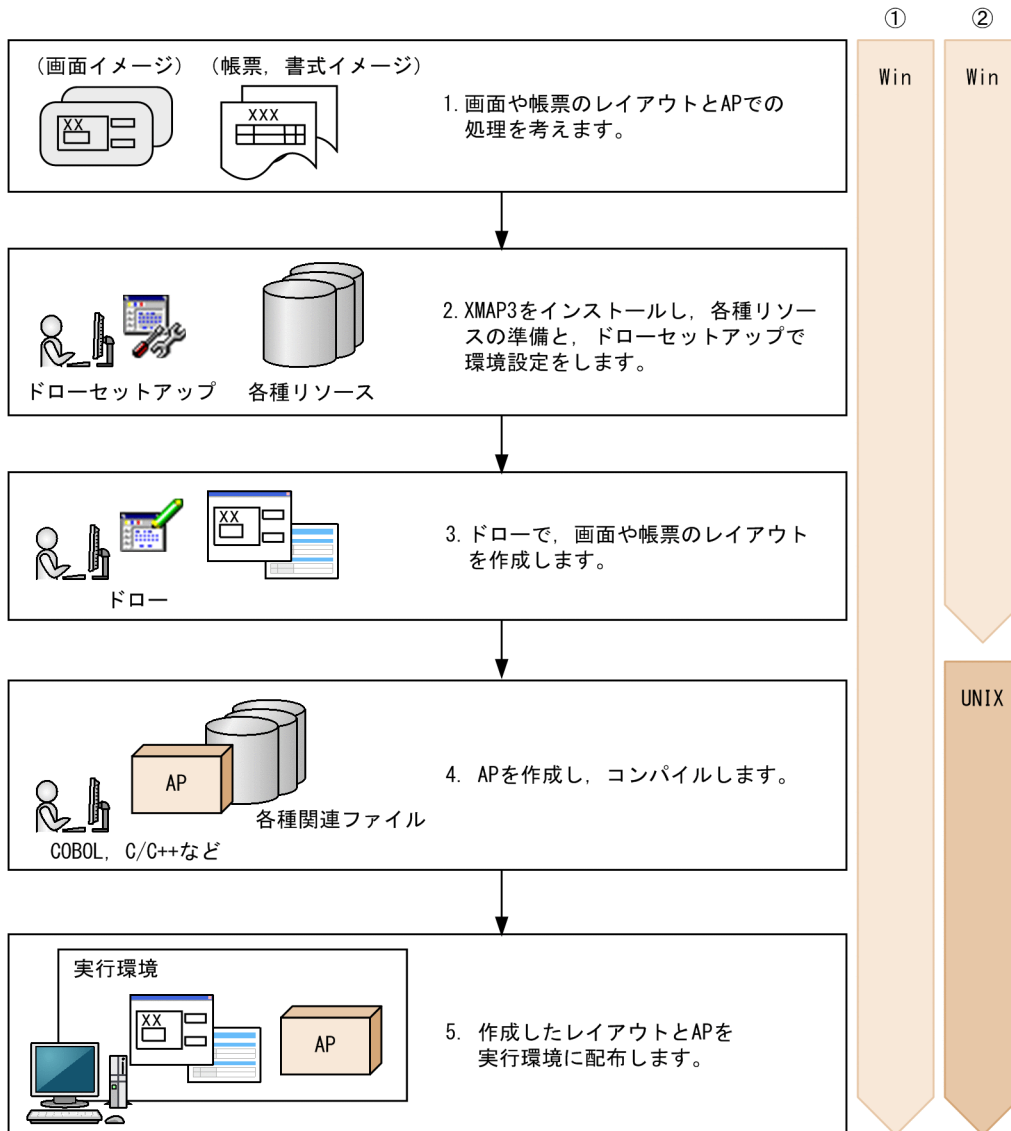 ① ②
Win Win
(画面イメージ) (帳票,書式イメージ)
XX
XXX
1. 画面や帳票のレイアウトとAPでの
処理を考えます。
2. XMAP3をインストールし,各種リソー
スの準備と,ドローセットアップで
環境設定をします。
ドローセットアップ 各種リソース
XX
3. ドローで,画面や帳票のレイアウト
を作成します。
ドロー
UNIX
AP
4. APを作成し,コンパイルします。
各種関連ファイル
COBOL, C/C++など
実行環境
XX
AP
5. 作成したレイアウトとAPを
実行環境に配布します。